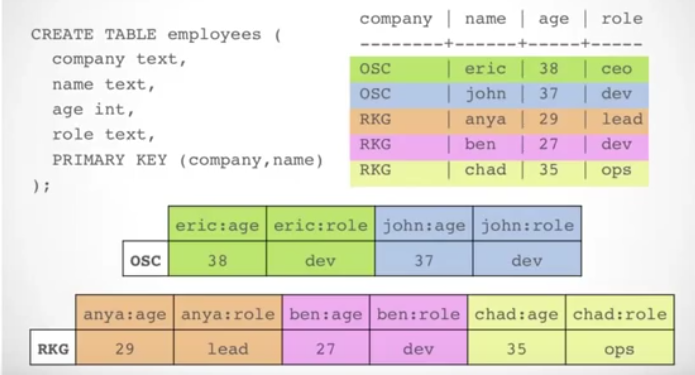 CREATE TABLE employees (
company text,
name text,
age int,
role text,
PRIMARY KEY (company,name)
);
company | name | age | role
--------+------+-----+-----
OSC | eric | 38 | ceo
OSC | john | 37 | dev
RKG | anya | 29 | lead
RKG | ben | 27 | dev
RKG | chad | 35 | ops
eric:age eric:role john:age john:role
OSC 38 dev 37 dev
anya:age anya:role ben:age ben:role chad:age chad:role
RKG 29 lead 27 dev 35 ops